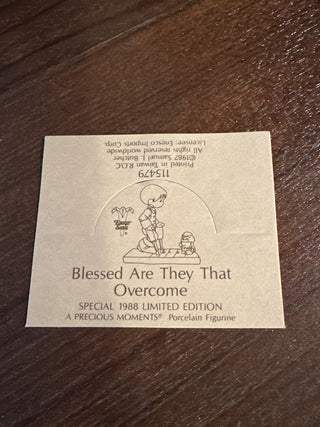 Licensee: Enesco Imports Corp.
All rights reserved worldwide
©1987 Samuel J. Butcher
Printed in Taiwan R.O.C.
115479
Blessed Are They That
Overcome
SPECIAL 1988 LIMITED EDITION
A PRECIOUS MOMENTS® Porcelain Figurine